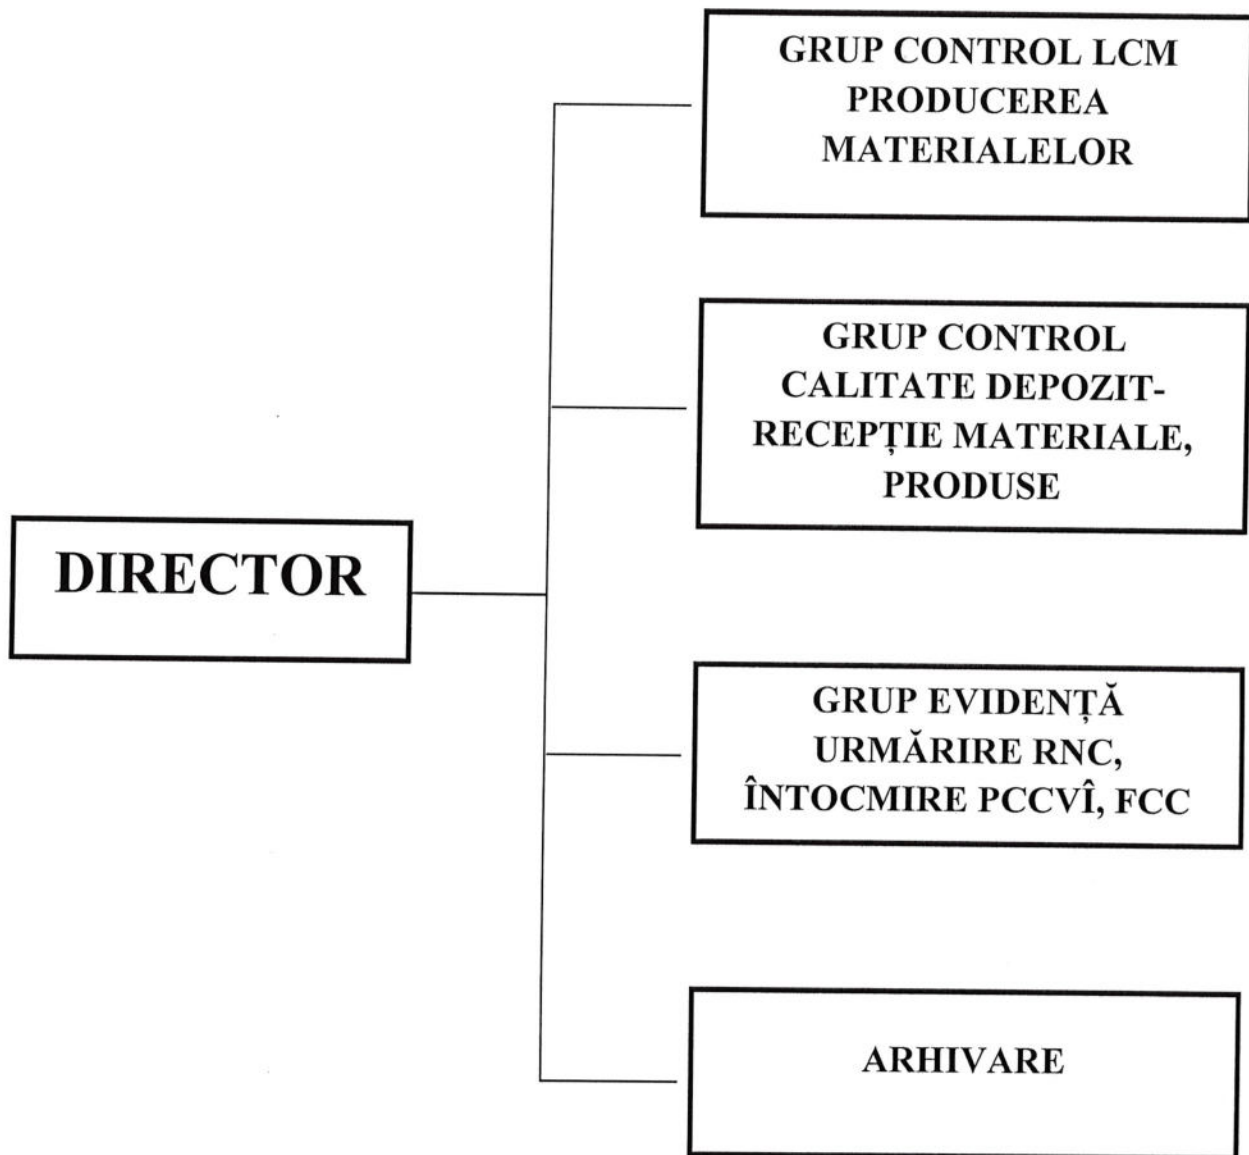 GRUP CONTROL LCM
PRODUCEREA
MATERIALELOR
GRUP CONTROL
CALITATE DEPOZIT-
RECEPȚIE MATERIALE,
PRODUSE
DIRECTOR
GRUP EVIDENȚĂ
URMĂRIRE RNC,
ÎNTOCMIRE PCCVÎ, FCC
ARHIVARE